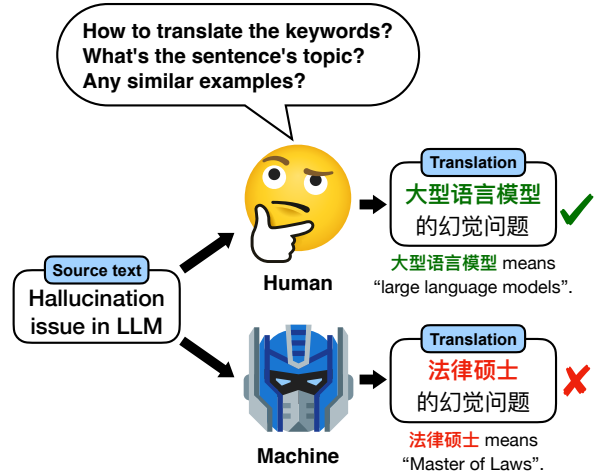 How to translate the keywords?
What's the sentence's topic?
Any similar examples?
Translation
大型语言模型
的幻觉问题
大型语言模型 means
“large language models”.
Human
Source text
Hallucination
issue in LLM
Translation
法律硕士
的幻觉问题
法律硕士 means
“Master of Laws”.
Machine